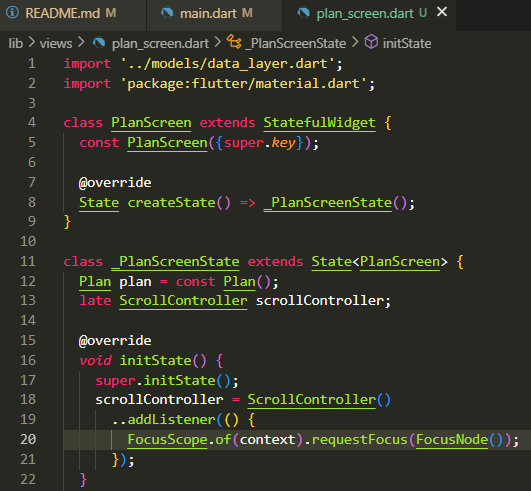 README.md M main.dart M plan_screen.dart U ×
lib > views > plan_screen.dart > _PlanScreenState > initState
1 import '../models/data_layer.dart';
2 import 'package:flutter/material.dart';
3
4 class PlanScreen extends StatefulWidget {
5 const PlanScreen({super.key});
6
7 @override
8 State createState() => _PlanScreenState();
9 }
10
11 class _PlanScreenState extends State<PlanScreen> {
12 Plan plan = const Plan();
13 late ScrollController scrollController;
14
15 @override
16 void initState() {
17 super.initState();
18 scrollController = ScrollController()
19 ..addListener(() {
20 FocusScope.of(context).requestFocus(FocusNode());
21 });
22 }